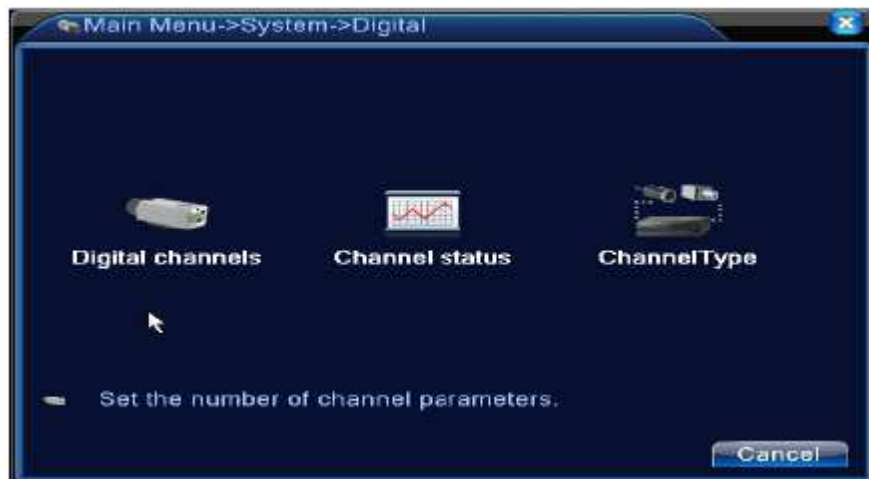 Main Menu->System->Digital
Digital channels Channel status ChannelType
Set the number of channel parameters.
Cancel